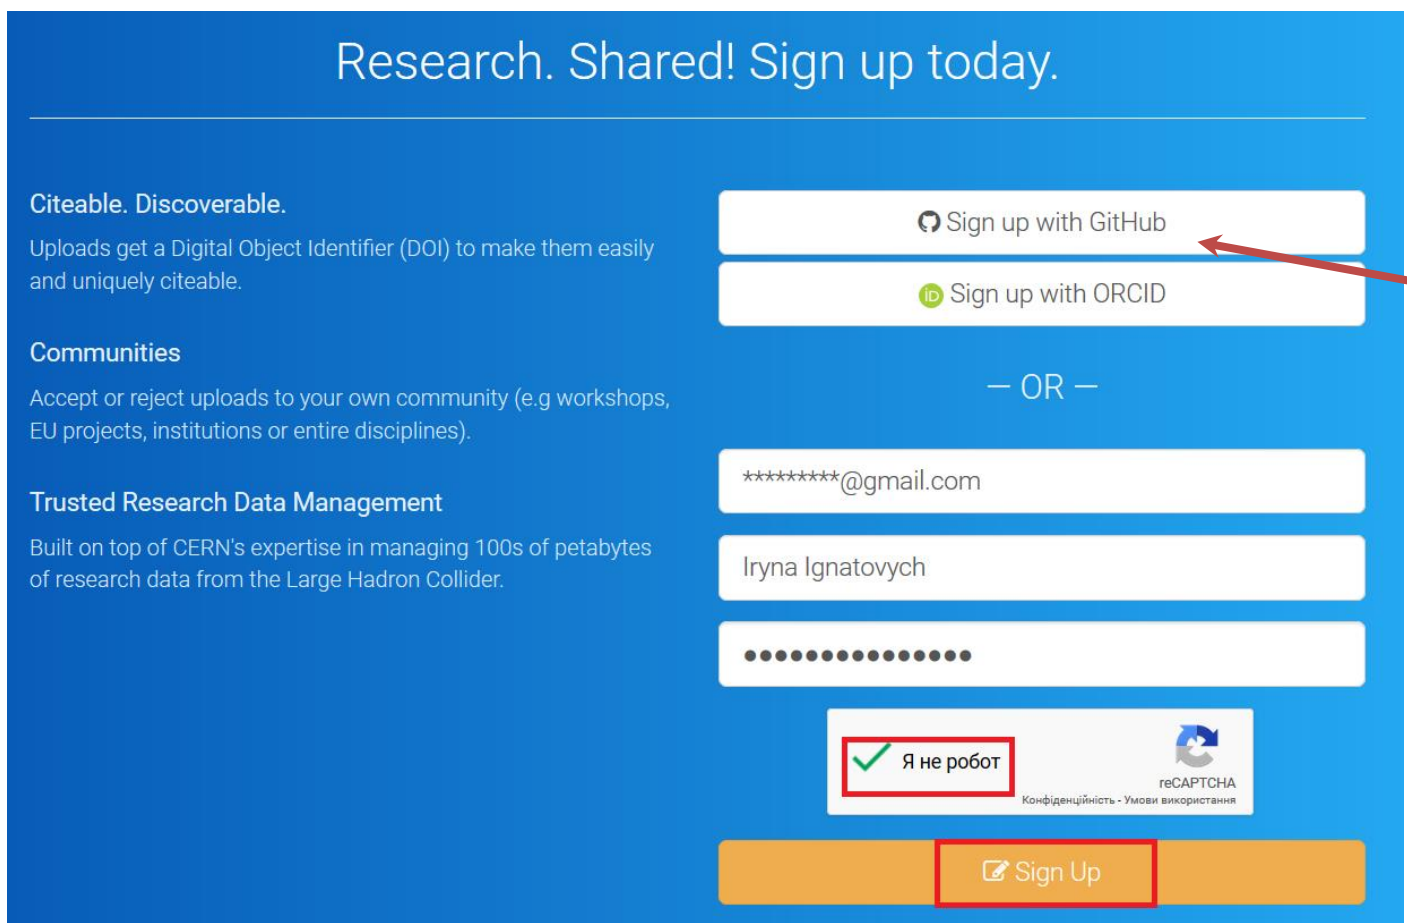 Research. Shared! Sign up today.
Citeable. Discoverable.
Uploads get a Digital Object Identifier (DOI) to make them easily
and uniquely citeable.
Communities
Accept or reject uploads to your own community (e.g workshops,
EU projects, institutions or entire disciplines).
Trusted Research Data Management
Built on top of CERN's expertise in managing 100s of petabytes
of research data from the Large Hadron Collider.
Sign up with GitHub
iD Sign up with ORCID
— OR —
*********@gmail.com
Iryna Ignatovych
●●●●●●●●●●●●●●●
Я не робот
reCAPTCHA
Конфіденційність - Умови використання
Sign Up